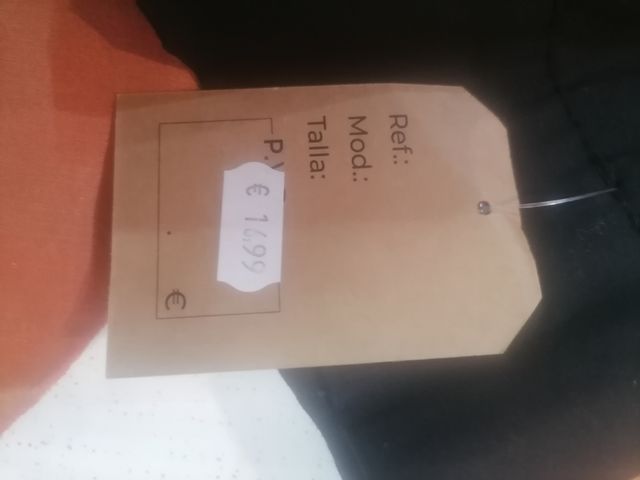 Ref.:
Mod.:
Talla:
€ 16,99
. €